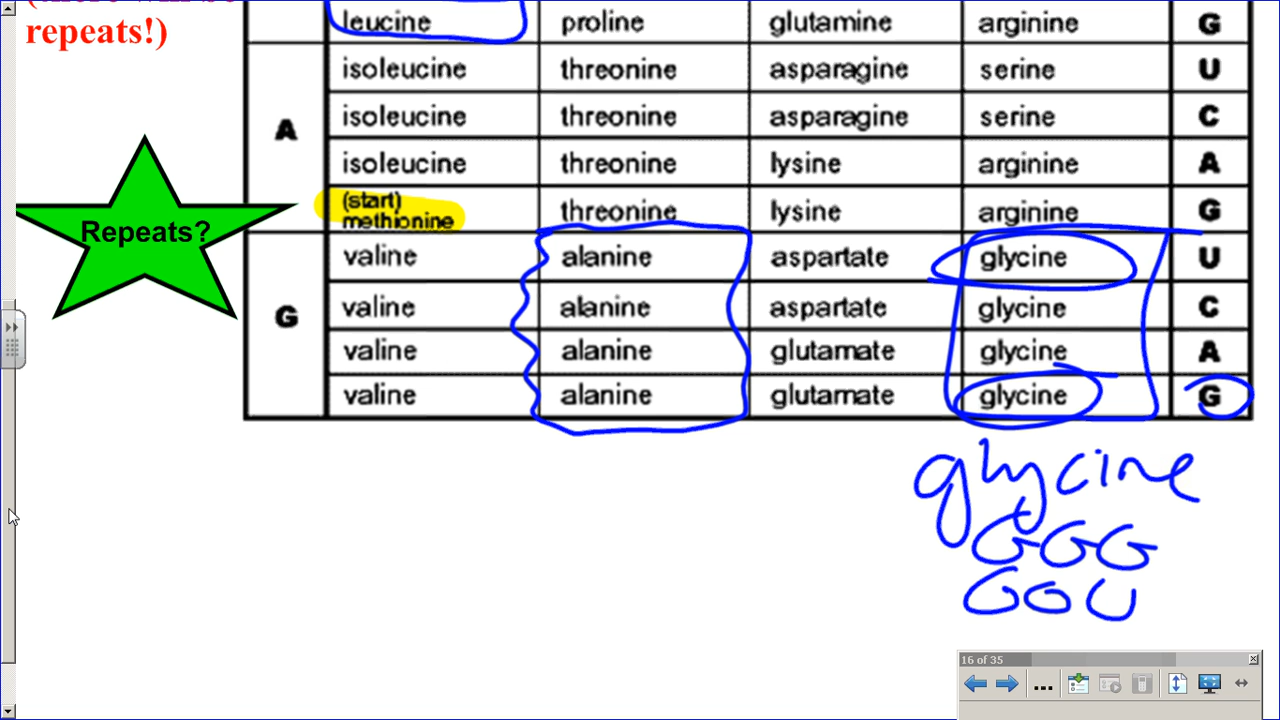 repeats!)
leucine proline glutamine arginine G
isoleucine threonine asparagine serine U
isoleucine threonine asparagine serine C
A
isoleucine threonine lysine arginine A
(start)
methionine threonine lysine arginine G
Repeats?
valine alanine aspartate glycine U
valine alanine aspartate glycine C
G
valine alanine glutamate glycine A
valine alanine glutamate glycine G
glycine
GGG
GGU
16 of 35
...